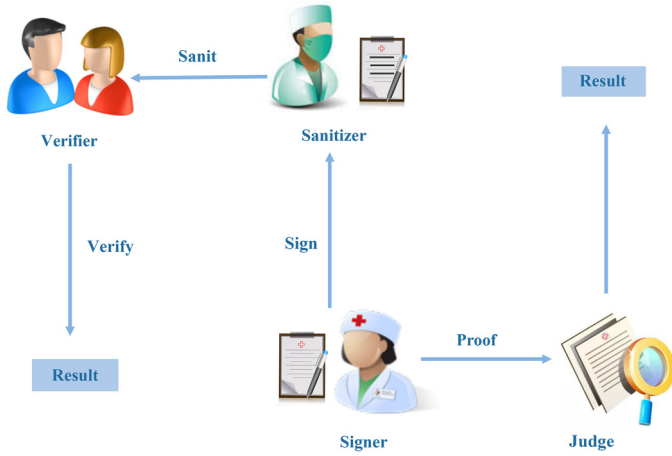 Sanit
Result
Verifier
Sanitizer
Verify
Sign
Proof
Result
Signer
Judge